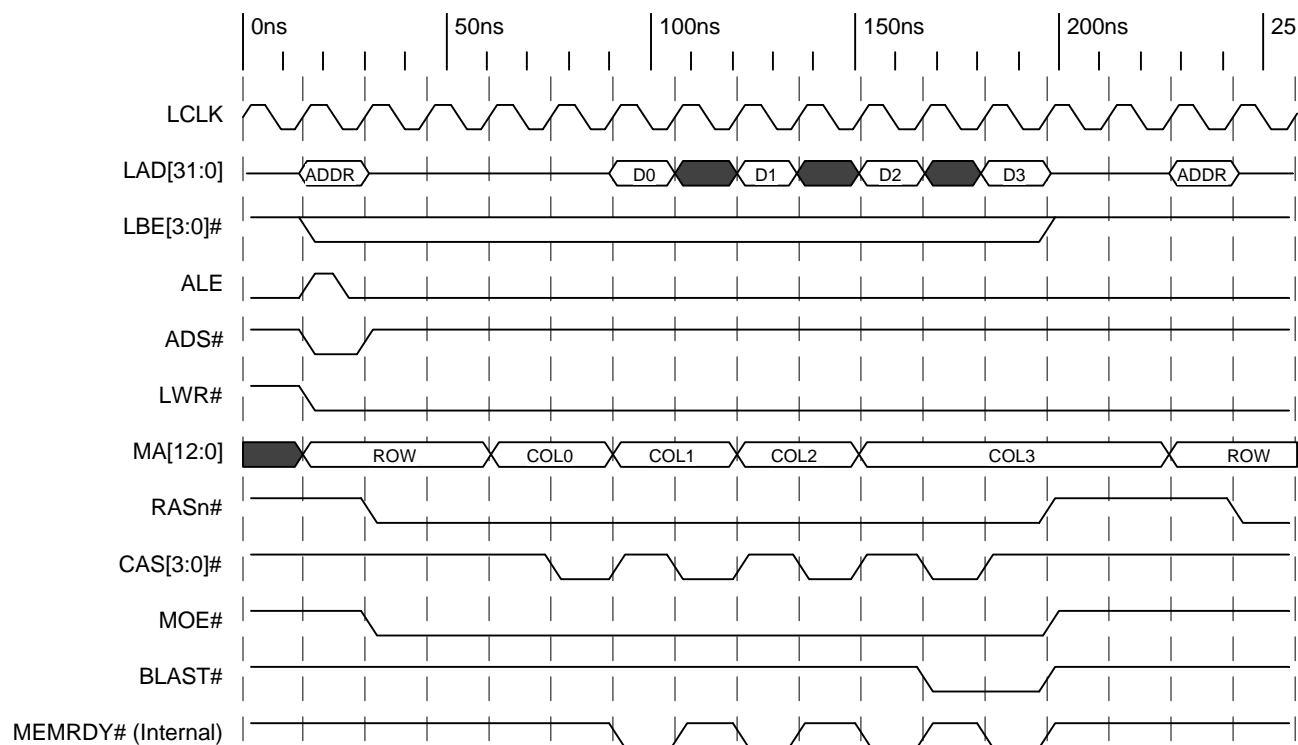 0ns 50ns 100ns 150ns 200ns 25
LCLK
LAD[31:0] ADDR D0 D1 D2 D3 ADDR
LBE[3:0]#
ALE
ADS#
LWR#
MA[12:0] ROW COL0 COL1 COL2 COL3 ROW
RASn#
CAS[3:0]#
MOE#
BLAST#
MEMRDY# (Internal)